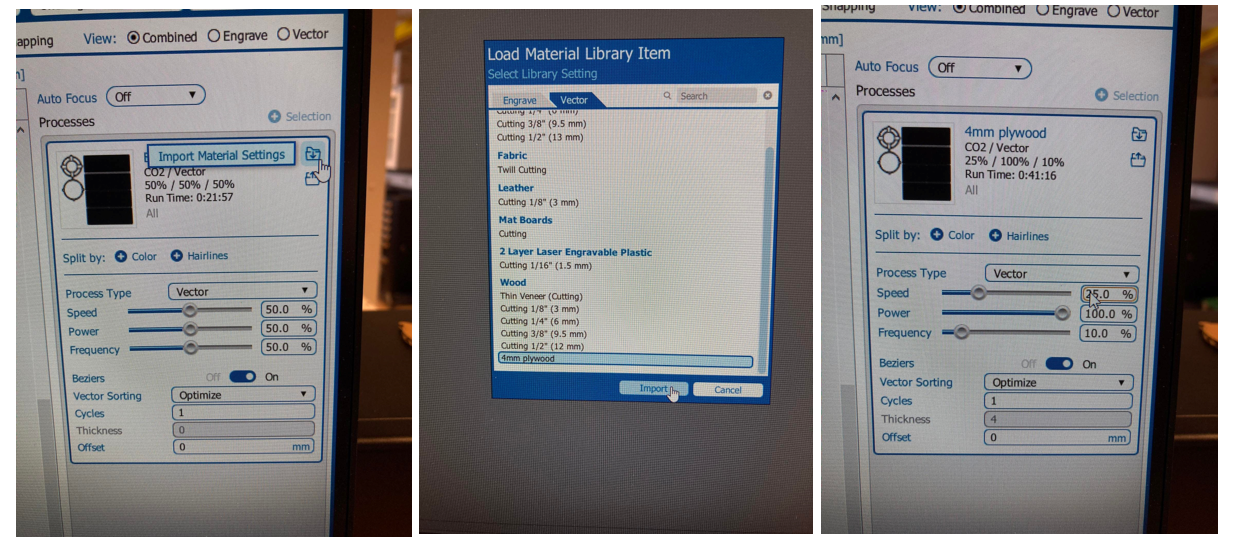 apping View: Combined Engrave Vector
Auto Focus Off
Processes
Selection
Import Material Settings
CO2 / Vector
50% / 50% / 50%
Run Time: 0:21:57
All
Split by: Color Hairlines
Process Type Vector
Speed 50.0 %
Power 50.0 %
Frequency 50.0 %
Beziers Off On
Vector Sorting Optimize
Cycles 1
Thickness 0
Offset 0 mm
Load Material Library Item
Select Library Setting
Engrave Vector Search
Cutting 1/4" (6 mm)
Cutting 3/8" (9.5 mm)
Cutting 1/2" (13 mm)
Fabric
Twill Cutting
Leather
Cutting 1/8" (3 mm)
Mat Boards
Cutting
2 Layer Laser Engravable Plastic
Cutting 1/16" (1.5 mm)
Wood
Thin Veneer (Cutting)
Cutting 1/8" (3 mm)
Cutting 1/4" (6 mm)
Cutting 3/8" (9.5 mm)
Cutting 1/2" (12 mm)
4mm plywood
Import Cancel
Snapping View: Combined Engrave Vector
mm]
Auto Focus Off
Processes
Selection
4mm plywood
CO2 / Vector
25% / 100% / 10%
Run Time: 0:41:16
All
Split by: Color Hairlines
Process Type Vector
Speed 25.0 %
Power 100.0 %
Frequency 10.0 %
Beziers Off On
Vector Sorting Optimize
Cycles 1
Thickness 4
Offset 0 mm